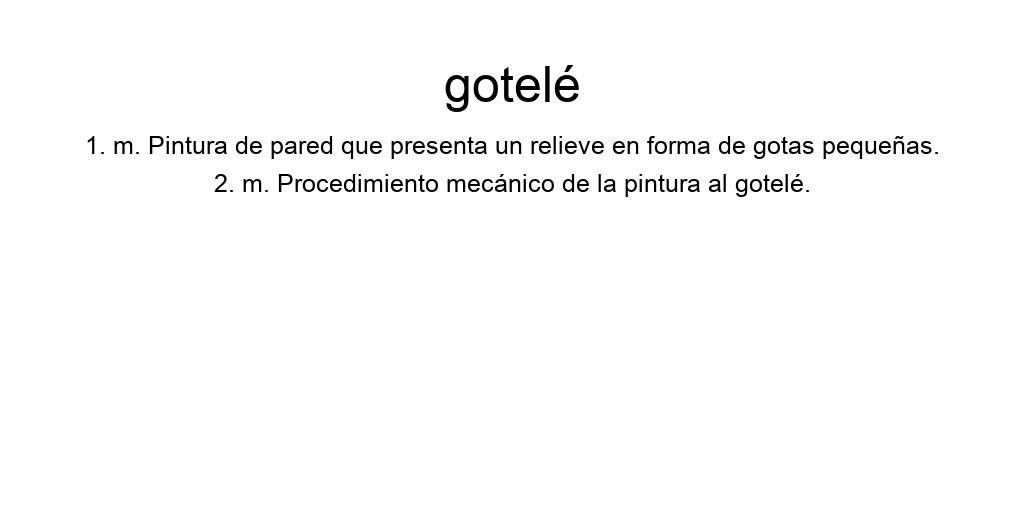 gotelé
1. m. Pintura de pared que presenta un relieve en forma de gotas pequeñas.
2. m. Procedimiento mecánico de la pintura al gotelé.